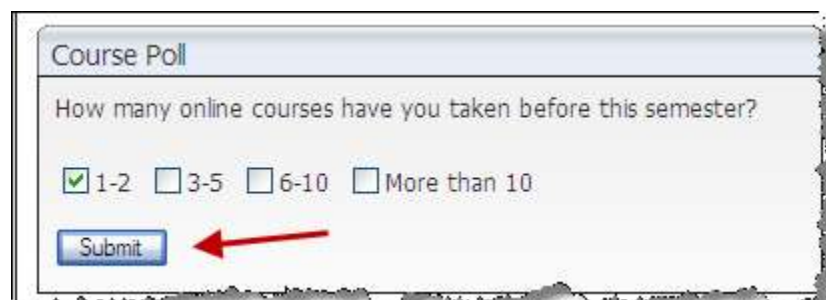 Course Poll
How many online courses have you taken before this semester?
1-2 3-5 6-10 More than 10
Submit